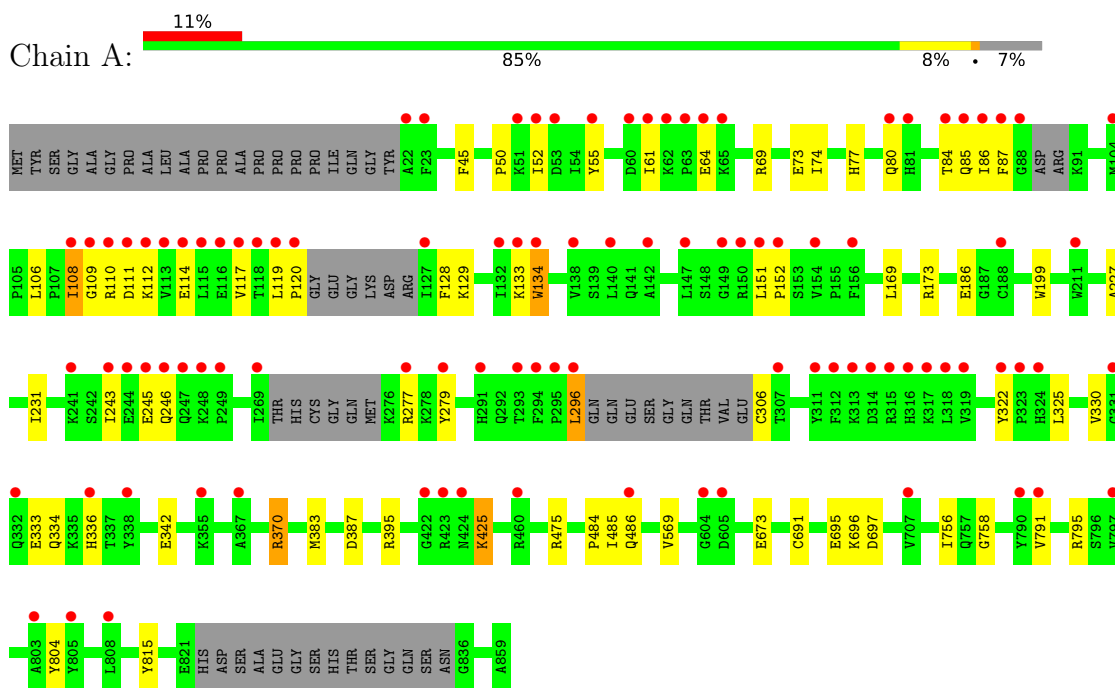 11%
Chain A:
85% 8% • 7%
MET TYR SER GLY ALA GLY PRO ALA LEU ALA PRO PRO ALA PRO PRO PRO PRO ILE GLN GLY TYR A22 F23 F45 P50 K51 I52 D53 I54 Y55 D60 I61 K62 P63 E64 K65 R69 E73 I74 H77 Q80 H81 T84 Q85 I86 F87 G88 ASP ARG K91 M104
P105 L106 P107 I108 G109 R110 D111 K112 V113 E114 L115 E116 V117 T118 L119 P120 GLY GLU GLY LYS ASP ARG I127 F128 K129 I132 K133 W134 V138 S139 L140 Q141 A142 L147 S148 G149 R150 L151 P152 S153 V154 P155 F156 L169 R173 E186 G187 C188 W199 W211 A227
I231 K241 S242 I243 E244 E245 Q246 Q247 K248 P249 I269 THR HIS CYS GLY GLN MET K276 R277 K278 Y279 H291 Q292 T293 F294 P295 L296 GLN GLN GLU SER GLY GLN THR VAL GLU C306 T307 Y311 F312 K313 D314 R315 H316 K317 L318 V319 Y322 P323 H324 L325 V330 G331
Q332 E333 Q334 K335 H336 T337 Y338 E342 K355 A367 R370 M383 D387 R395 G422 R423 N424 K425 R460 R475 P484 I485 Q486 V569 G604 D605 E673 C691 E695 K696 D697 V707 I756 Q757 G758 Y790 V791 R795 S796 V797
A803 Y804 Y805 L808 Y815 E821 HIS ASP SER ALA GLU GLY SER HIS THR SER GLY GLN SER ASN G836 A859